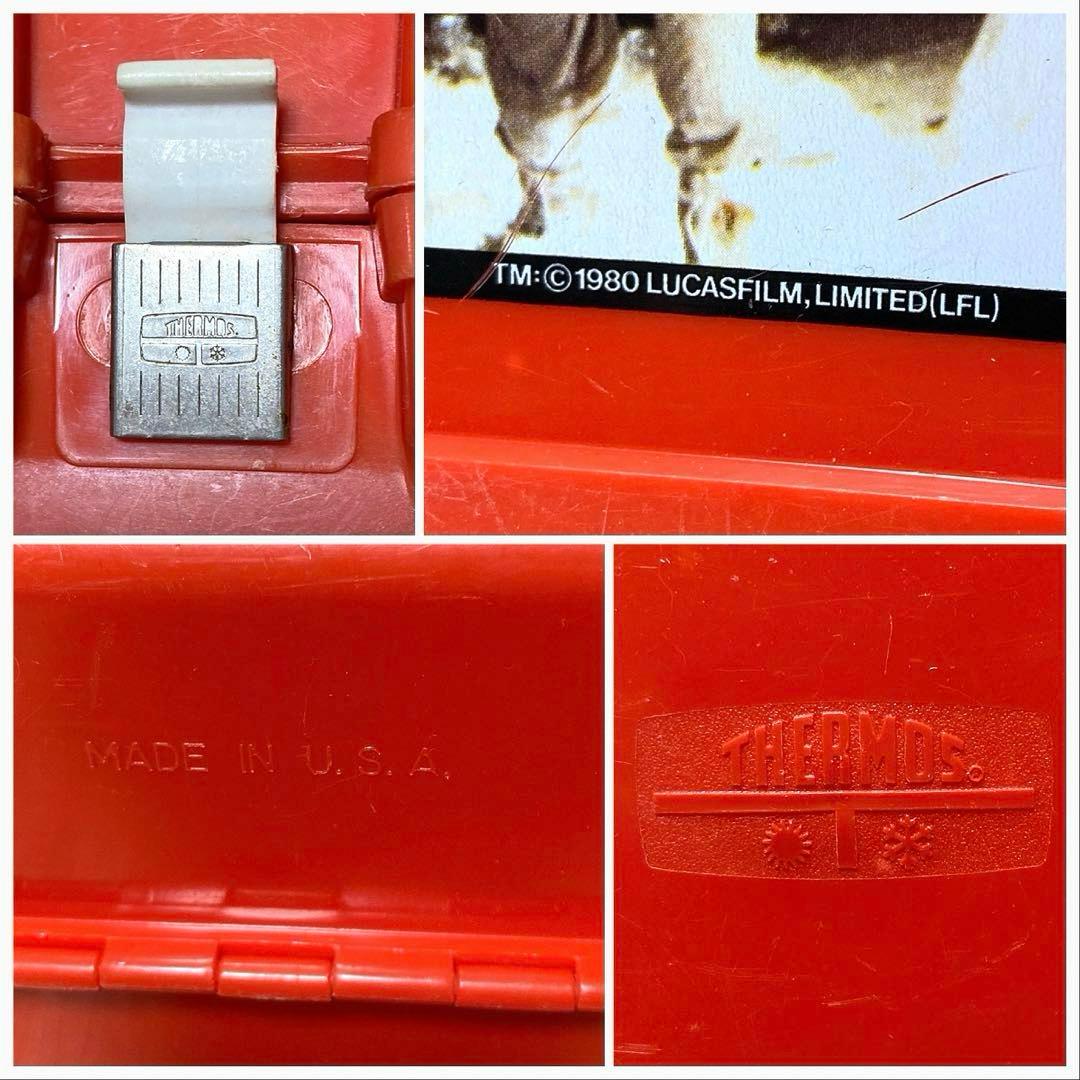 THERMOS.
TM:©1980 LUCASFILM, LIMITED (LFL)
MADE IN U.S.A.
THERMOS®